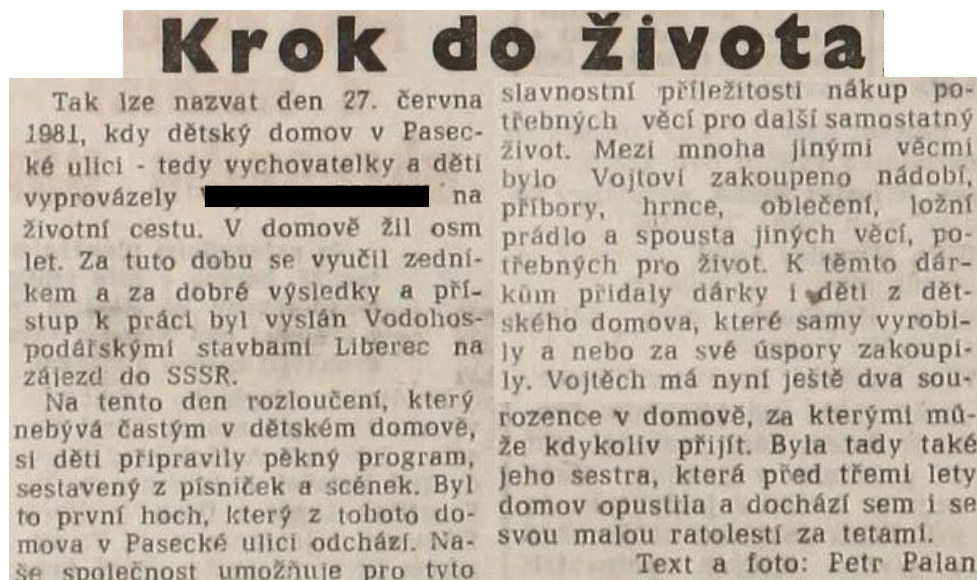 Krok do života
Tak lze nazvat den 27. června
1981, kdy dětský domov v Pasec-
ké ulici - tedy vychovatelky a děti
vyprovázely na
životní cestu. V domově žil osm
let. Za tuto dobu se vyučil zední-
kem a za dobré výsledky a pří-
stup k práci byl vyslán Vodohos-
podářskými stavbami Liberec na
zájezd do SSSR.
Na tento den rozloučení, který
nebývá častým v dětském domově,
si děti připravily pěkný program,
sestavený z písniček a scének. Byl
to první hoch, který z tohoto do-
mova v Pasecké ulici odchází. Na-
še společnost umožňuje pro tyto
slavnostní příležitosti nákup po-
třebných věcí pro další samostatný
život. Mezi mnoha jinými věcmi
bylo Vojtovi zakoupeno nádobí,
příbory, hrnce, oblečení, ložní
prádlo a spousta jiných věcí, po-
třebných pro život. K těmto dár-
kům přidaly dárky i děti z dět-
ského domova, které samy vyrobi-
ly a nebo za své úspory zakoupi-
ly. Vojtěch má nyní ještě dva sou-
rozence v domově, za kterými mů-
že kdykoliv přijít. Byla tady také
jeho sestra, která před třemi lety
domov opustila a dochází sem i se
svou malou ratolestí za tetami.
Text a foto: Petr Palan